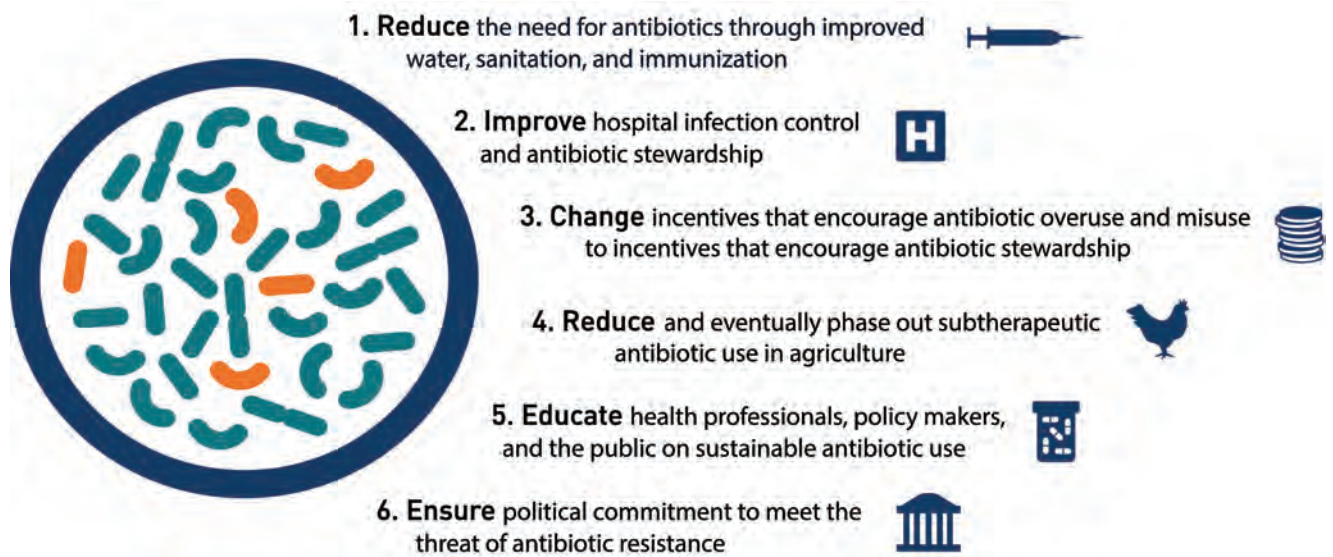 1. Reduce the need for antibiotics through improved
water, sanitation, and immunization
2. Improve hospital infection control
and antibiotic stewardship
H
3. Change incentives that encourage antibiotic overuse and misuse
to incentives that encourage antibiotic stewardship
4. Reduce and eventually phase out subtherapeutic
antibiotic use in agriculture
5. Educate health professionals, policy makers,
and the public on sustainable antibiotic use
6. Ensure political commitment to meet the
threat of antibiotic resistance